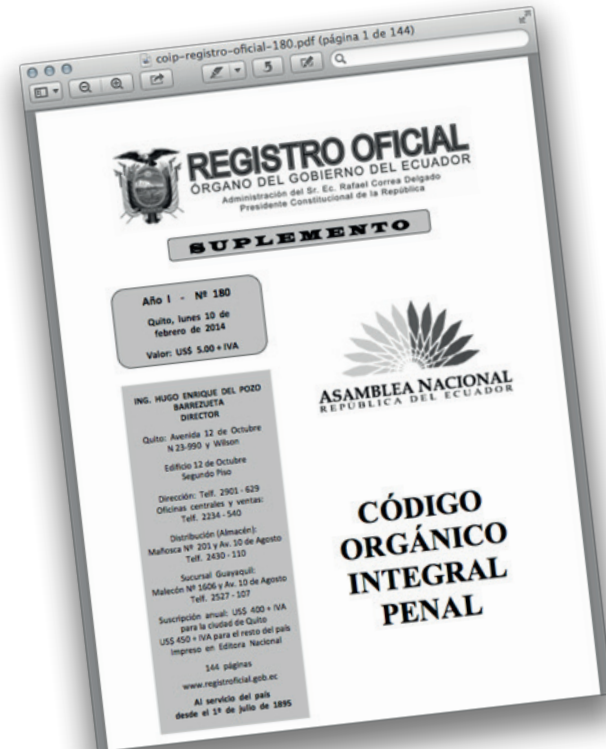 coip-registro-oficial-180.pdf (página 1 de 144)
REGISTRO OFICIAL
ÓRGANO DEL GOBIERNO DEL ECUADOR
Administración del Sr. Ec. Rafael Correa Delgado
Presidente Constitucional de la República
SUPLEMENTO
Año I - Nº 180
Quito, lunes 10 de
febrero de 2014
Valor: US$ 5.00 + IVA
ING. HUGO ENRIQUE DEL POZO
BARREZUETA
DIRECTOR
Quito: Avenida 12 de Octubre
N 23-990 y Wilson
Edificio 12 de Octubre
Segundo Piso
Dirección: Telf. 2901 - 629
Oficinas centrales y ventas:
Telf. 2234 - 540
Distribución (Almacén):
Mañosca Nº 201 y Av. 10 de Agosto
Telf. 2430 - 110
Sucursal Guayaquil:
Malecón Nº 1606 y Av. 10 de Agosto
Telf. 2527 - 107
Suscripción anual: US$ 400 + IVA
para la ciudad de Quito
US$ 450 + IVA para el resto del país
Impreso en Editora Nacional
144 páginas
www.registroficial.gob.ec
Al servicio del país
desde el 1º de julio de 1895
ASAMBLEA NACIONAL
REPÚBLICA DEL ECUADOR
CÓDIGO
ORGÁNICO
INTEGRAL
PENAL